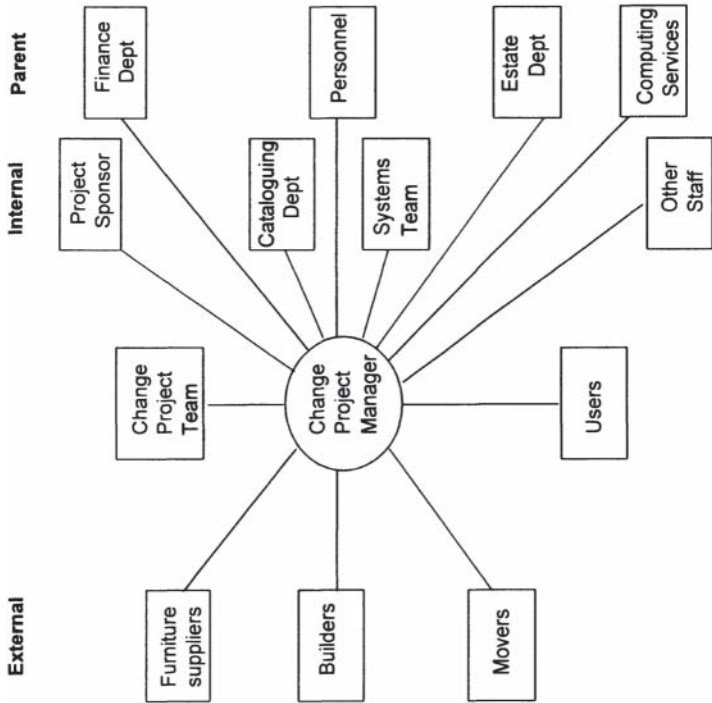 External
Internal
Parent
Furniture
suppliers
Builders
Movers
Change
Project
Team
Change
Project
Manager
Users
Project
Sponsor
Cataloguing
Dept
Systems
Team
Other
Staff
Finance
Dept
Personnel
Estate
Dept
Computing
Services